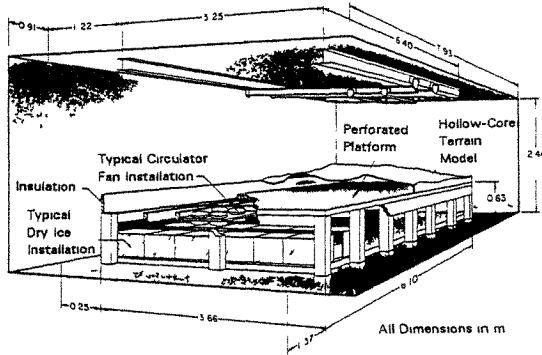 0.91
1.22
3.25
6.40
7.93
Perforated
Platform
Hollow-Core
Terrain
Model
2.44
Typical Circulator
Fan Installation
Insulation
0.63
Typical
Dry Ice
Installation
0.25
3.66
6.10
1.37
All Dimensions in m